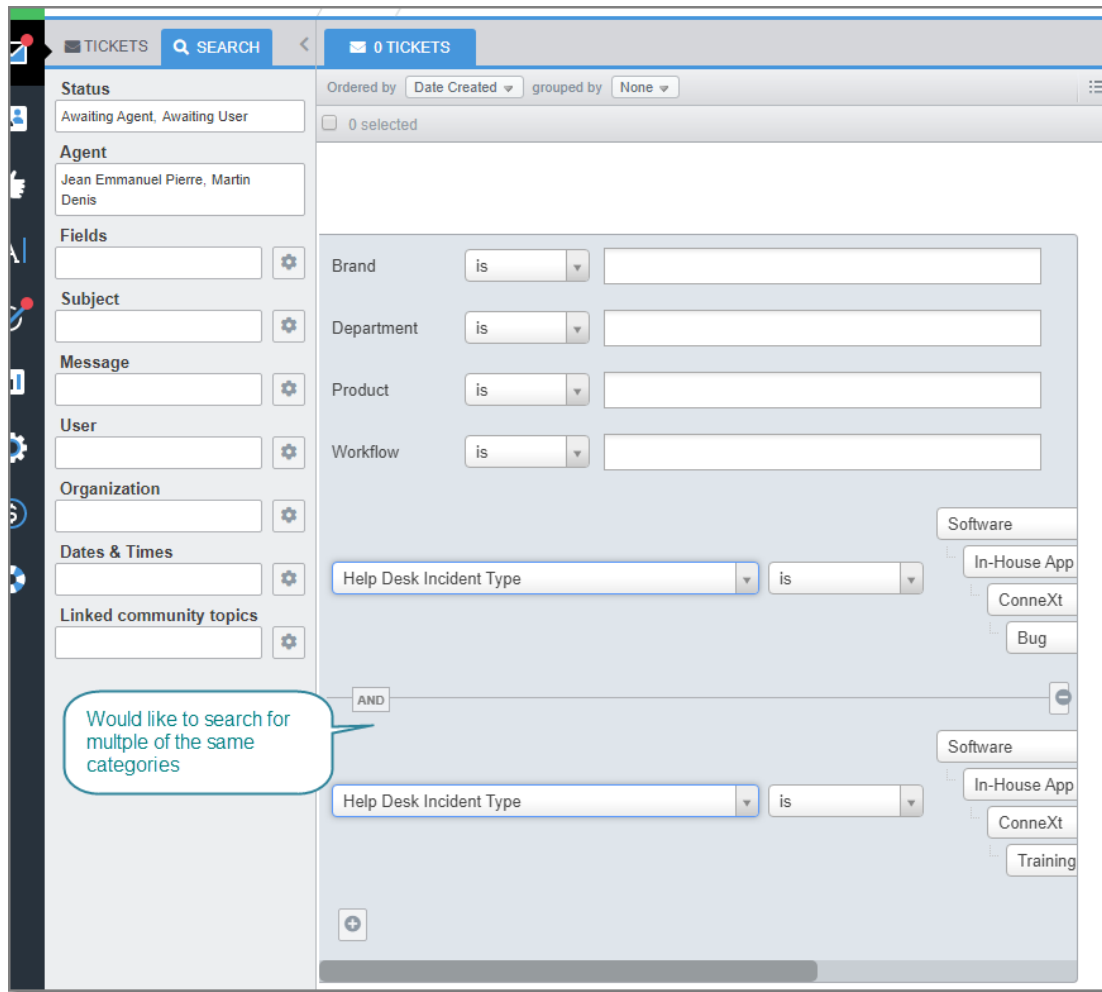 TICKETS
SEARCH
0 TICKETS
Status
Awaiting Agent, Awaiting User
Agent
Jean Emmanuel Pierre, Martin
Denis
Fields
Subject
Message
User
Organization
Dates & Times
Linked community topics
Ordered by Date Created grouped by None
0 selected
Brand is
Department is
Product is
Workflow is
Software
In-House App
Help Desk Incident Type is
ConneXt
Bug
AND
Would like to search for
multple of the same
categories
Software
In-House App
Help Desk Incident Type is
ConneXt
Training